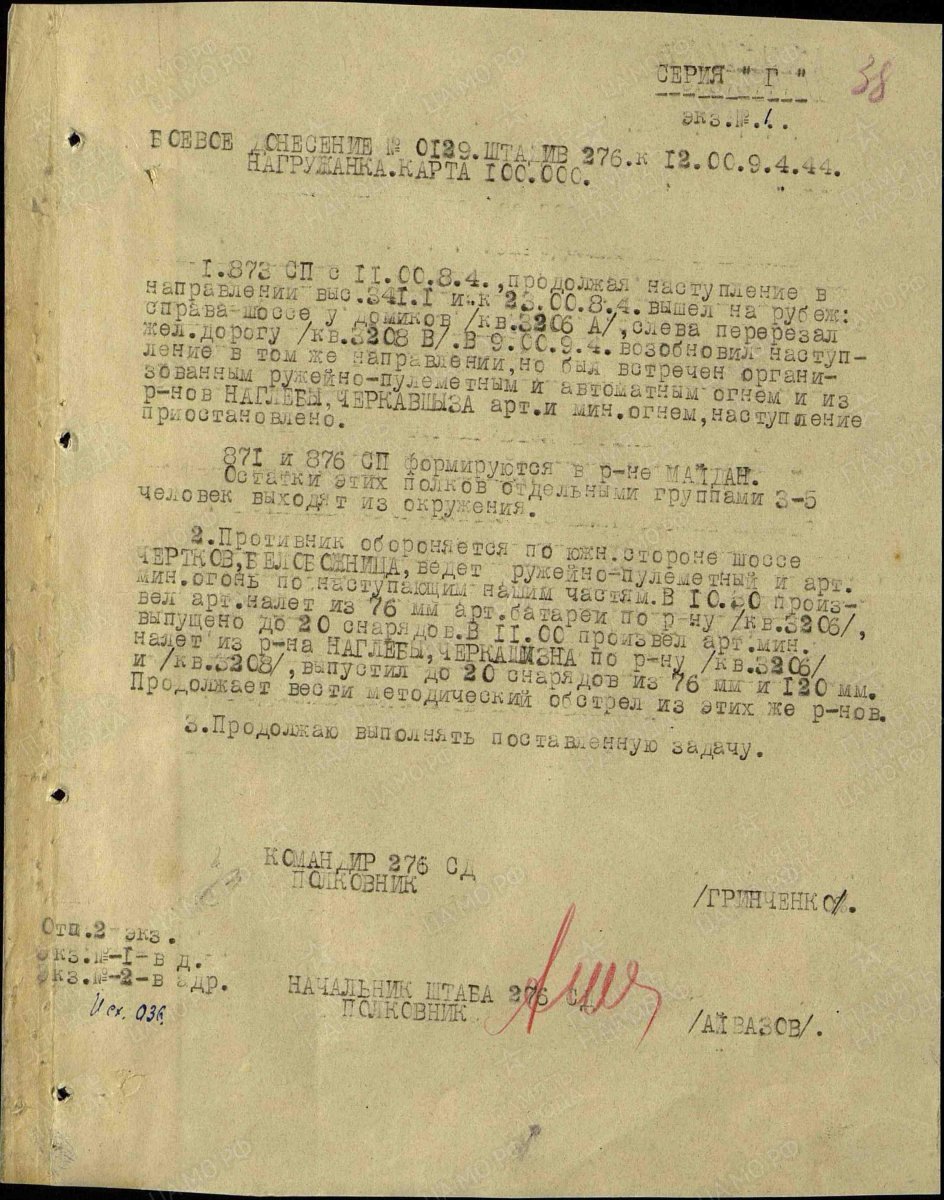 СЕРИЯ "Г"
38
экз.№.1.
БОЕВОЕ ДОНЕСЕНИЕ № 0129.ШТАДИВ 276.к 12.00.9.4.44.
НАГРУЖАНКА.КАРТА 100.000.
1.873 СП с 11.00.8.4.,продолжая наступление в
направлении выс.341.1 и к 23.00.8.4.вышел на рубеж:
справа-шоссе у домиков /кв.3206 А/,слева перерезал
жел.дорогу /кв.3208 В/.В 9.00.9.4.возобновил наступ-
ление в том же направлении,но был встречен органи-
зованным ружейно-пулеметным и автоматным огнем и из
р-нов НАГЛЕБЫ,ЧЕРКАВШЫЗА арт.и мин.огнем,наступление
приостановлено.
871 и 876 СП формируются в р-не МАЙДАН.
Остатки этих полков отдельными группами 3-5
человек выходят из окружения.
2.Противник обороняется по южн.стороне шоссе
ЧЕРТКОВ,БЕЛОБОЖНИЦА,ведет ружейно-пулеметный и арт.
мин.огонь по наступающим нашим частям.В 10.30 произ-
вел арт.налет из 76 мм арт.батареи по р-ну /кв.3206/,
выпущено до 20 снарядов.В 11.00 произвел арт.мин.
налет из р-на НАГЛЕБЫ,ЧЕРКАШИЗНА по р-ну /кв.3206/
и /кв.3208/,выпустил до 20 снарядов из 76 мм и 120 мм.
Продолжает вести методический обстрел из этих же р-нов.
3.Продолжаю выполнять поставленную задачу.
КОМАНДИР 276 СД
ПОЛКОВНИК
/ГРИНЧЕНКО/.
Отп.2 экз.
Экз.№-1-в д.
Экз.№-2-в адр.
Исх. 036.
НАЧАЛЬНИК ШТАБА 276 СД
ПОЛКОВНИК
/АЙВАЗОВ/.